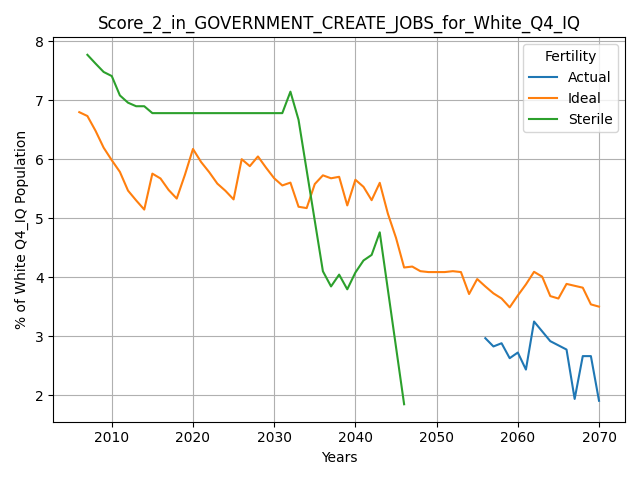 Score_2_in_GOVERNMENT_CREATE_JOBS_for_White_Q4_IQ
Fertility
Actual
Ideal
Sterile
% of White Q4_IQ Population
8
7
6
5
4
3
2
2010
2020
2030
2040
2050
2060
2070
Years